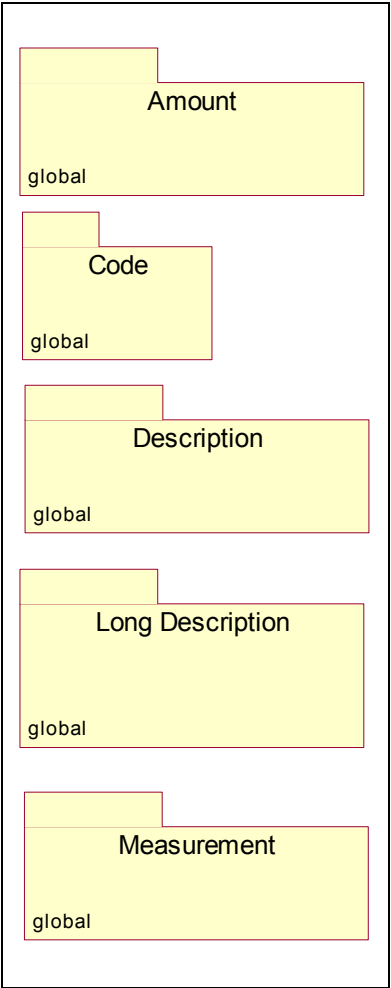 Amount
global
Code
global
Description
global
Long Description
global
Measurement
global